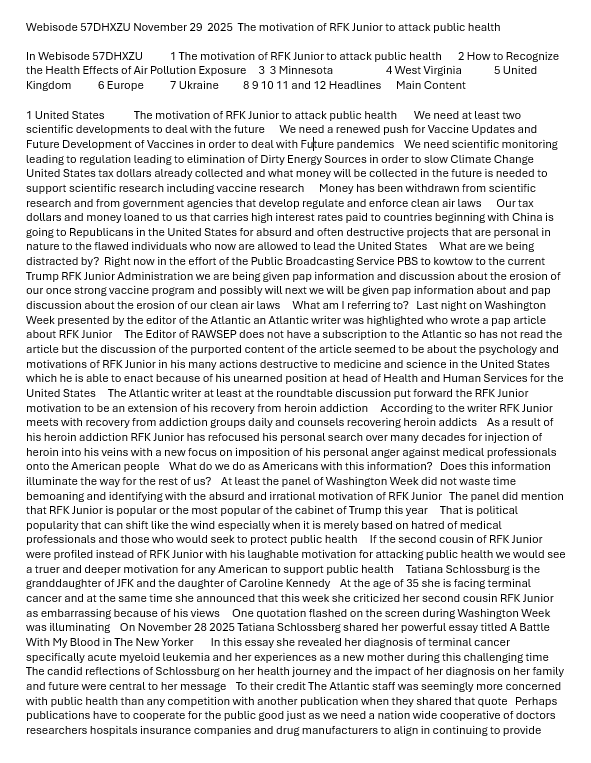 Webisode 57DHXZU November 29 2025 The motivation of RFK Junior to attack public health
In Webisode 57DHXZU 1 The motivation of RFK Junior to attack public health 2 How to Recognize
the Health Effects of Air Pollution Exposure 3 3 Minnesota 4 West Virginia 5 United
Kingdom 6 Europe 7 Ukraine 8 9 10 11 and 12 Headlines Main Content
1 United States The motivation of RFK Junior to attack public health We need at least two
scientific developments to deal with the future We need a renewed push for Vaccine Updates and
Future Development of Vaccines in order to deal with Future pandemics We need scientific monitoring
leading to regulation leading to elimination of Dirty Energy Sources in order to slow Climate Change
United States tax dollars already collected and what money will be collected in the future is needed to
support scientific research including vaccine research Money has been withdrawn from scientific
research and from government agencies that develop regulate and enforce clean air laws Our tax
dollars and money loaned to us that carries high interest rates paid to countries beginning with China is
going to Republicans in the United States for absurd and often destructive projects that are personal in
nature to the flawed individuals who now are allowed to lead the United States What are we being
distracted by? Right now in the effort of the Public Broadcasting Service PBS to kowtow to the current
Trump RFK Junior Administration we are being given pap information and discussion about the erosion of
our once strong vaccine program and possibly will next we will be given pap information about and pap
discussion about the erosion of our clean air laws What am I referring to? Last night on Washington
Week presented by the editor of the Atlantic an Atlantic writer was highlighted who wrote a pap article
about RFK Junior The Editor of RAWSEP does not have a subscription to the Atlantic so has not read the
article but the discussion of the purported content of the article seemed to be about the psychology and
motivations of RFK Junior in his many actions destructive to medicine and science in the United States
which he is able to enact because of his unearned position at head of Health and Human Services for the
United States The Atlantic writer at least at the roundtable discussion put forward the RFK Junior
motivation to be an extension of his recovery from heroin addiction According to the writer RFK Junior
meets with recovery from addiction groups daily and counsels recovering heroin addicts As a result of
his heroin addiction RFK Junior has refocused his personal search over many decades for injection of
heroin into his veins with a new focus on imposition of his personal anger against medical professionals
onto the American people What do we do as Americans with this information? Does this information
illuminate the way for the rest of us? At least the panel of Washington Week did not waste time
bemoaning and identifying with the absurd and irrational motivation of RFK Junior The panel did mention
that RFK Junior is popular or the most popular of the cabinet of Trump this year That is political
popularity that can shift like the wind especially when it is merely based on hatred of medical
professionals and those who would seek to protect public health If the second cousin of RFK Junior
were profiled instead of RFK Junior with his laughable motivation for attacking public health we would see
a truer and deeper motivation for any American to support public health Tatiana Schlossburg is the
granddaughter of JFK and the daughter of Caroline Kennedy At the age of 35 she is facing terminal
cancer and at the same time she announced that this week she criticized her second cousin RFK Junior
as embarrassing because of his views One quotation flashed on the screen during Washington Week
was illuminating On November 28 2025 Tatiana Schlossberg shared her powerful essay titled A Battle
With My Blood in The New Yorker In this essay she revealed her diagnosis of terminal cancer
specifically acute myeloid leukemia and her experiences as a new mother during this challenging time
The candid reflections of Schlossburg on her health journey and the impact of her diagnosis on her family
and future were central to her message To their credit The Atlantic staff was seemingly more concerned
with public health than any competition with another publication when they shared that quote Perhaps
publications have to cooperate for the public good just as we need a nation wide cooperative of doctors
researchers hospitals insurance companies and drug manufacturers to align in continuing to provide